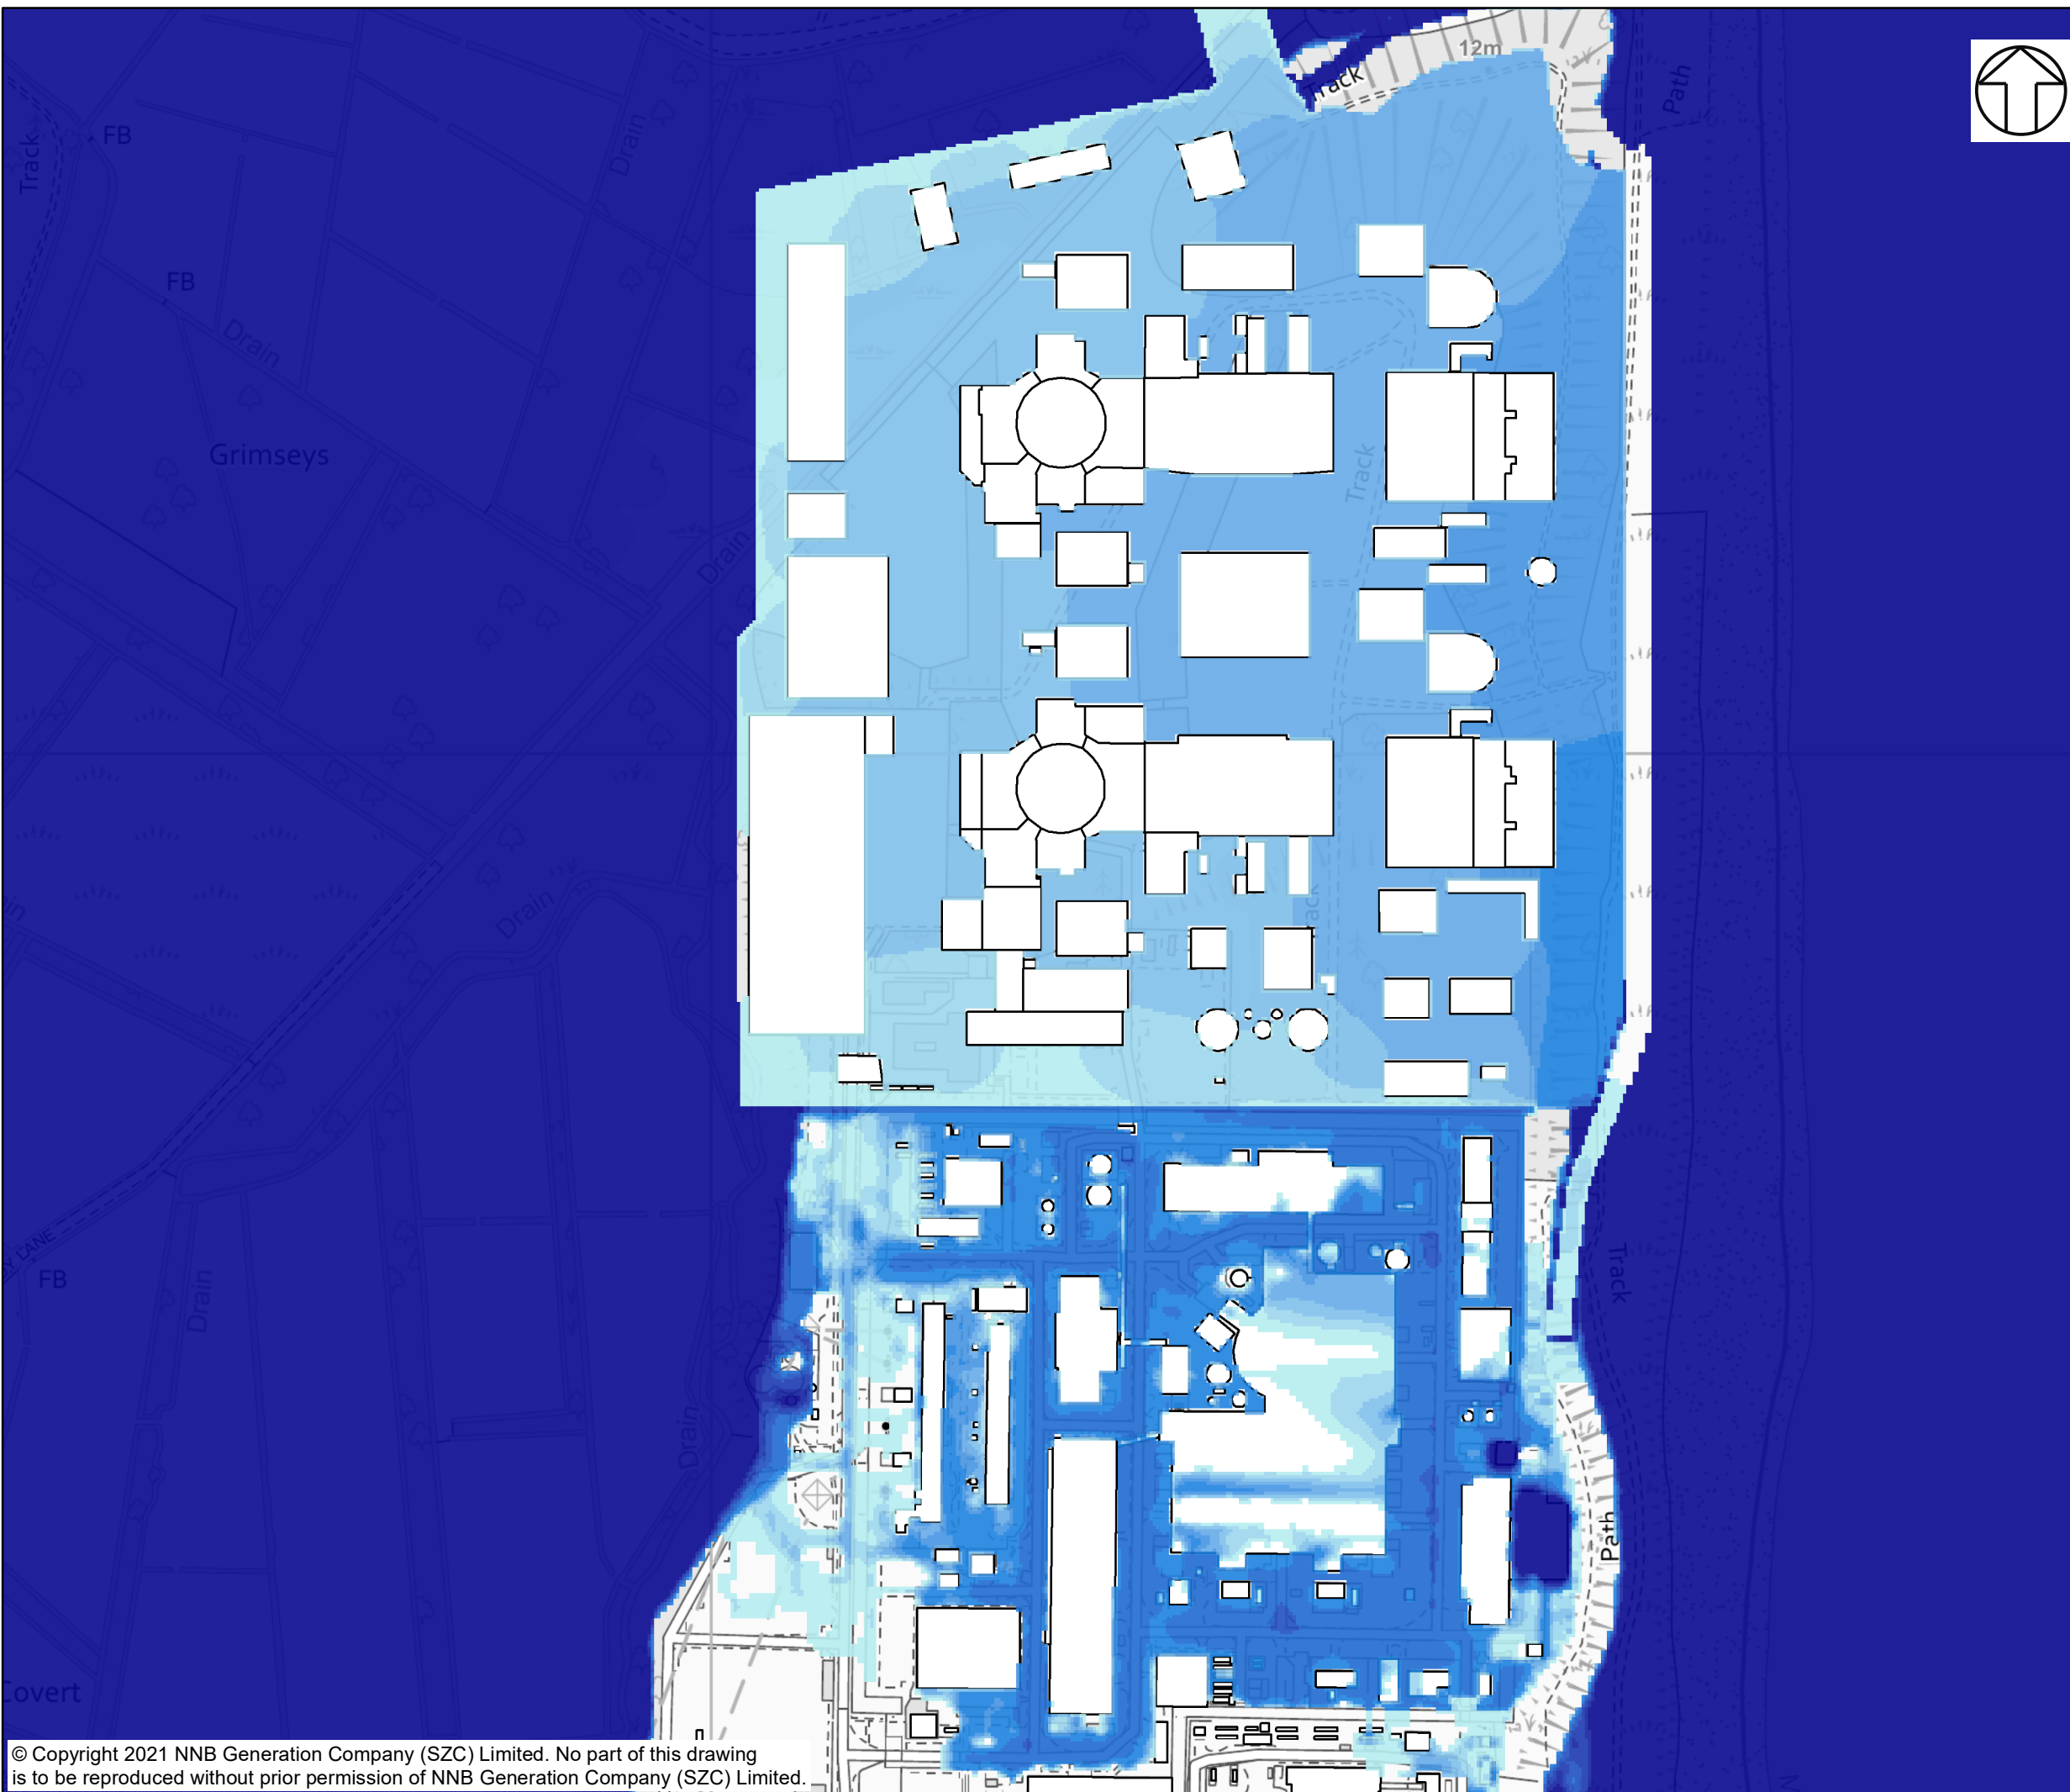 12m
Track
Path
FB
Drain
Track
FB
Drain
Grimseys
Track
Drain
Drain
Track
LANE
FB
Drain
Track
Drain
Path
Covert
© Copyright 2021 NNB Generation Company (SZC) Limited. No part of this drawing
is to be reproduced without prior permission of NNB Generation Company (SZC) Limited.